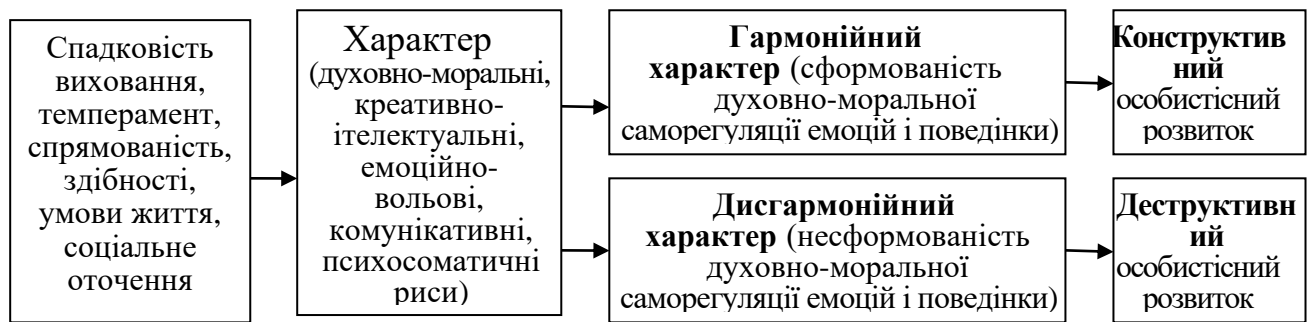 Спадковість
виховання,
темперамент,
спрямованість,
здібності,
умови життя,
соціальне
оточення
Характер
(духовно-моральні,
креативно-
ітелектуальні,
емоційно-
вольові,
комунікативні,
психосоматичні
риси)
Гармонійний
характер (сформованість
духовно-моральної
саморегуляції емоцій і поведінки)
Конструктив
ний
особистісний
розвиток
Дисгармонійний
характер (несформованість
духовно-моральної
саморегуляції емоцій і поведінки)
Деструктивн
ий
особистісний
розвиток